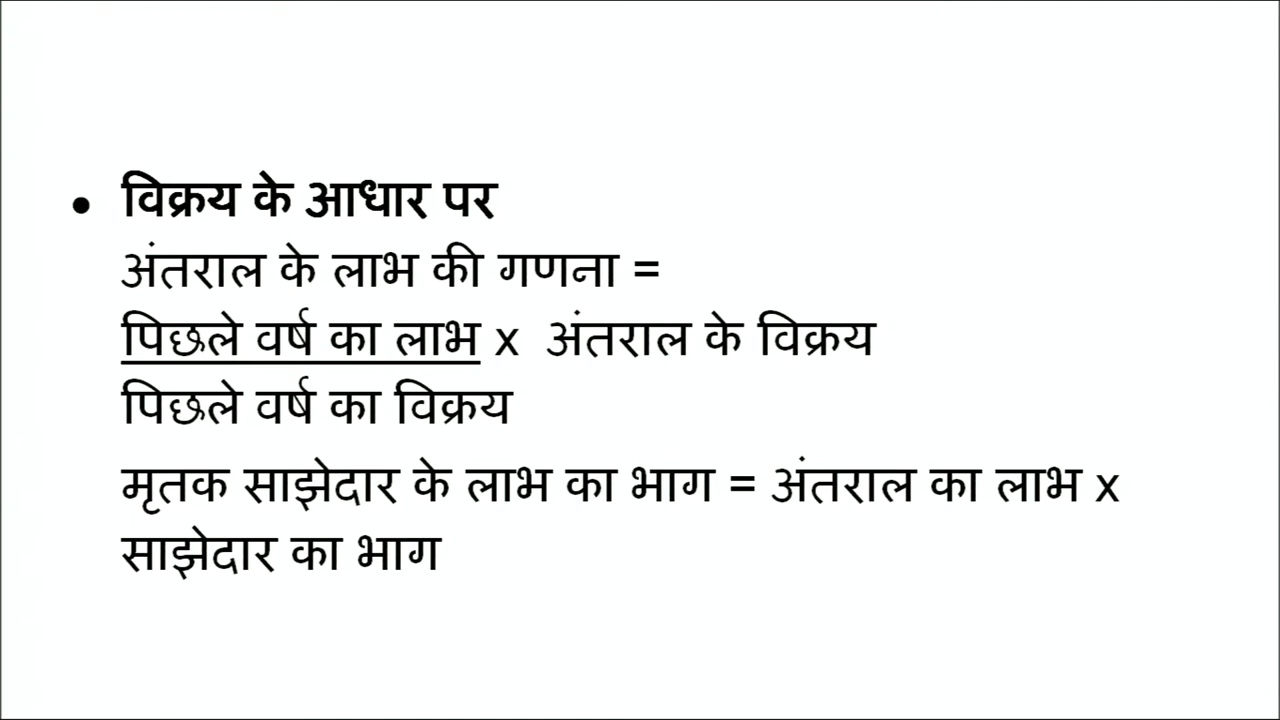 • विक्रय के आधार पर
अंतराल के लाभ की गणना =
पिछले वर्ष का लाभ x अंतराल के विक्रय
पिछले वर्ष का विक्रय
मृतक साझेदार के लाभ का भाग = अंतराल का लाभ x
साझेदार का भाग